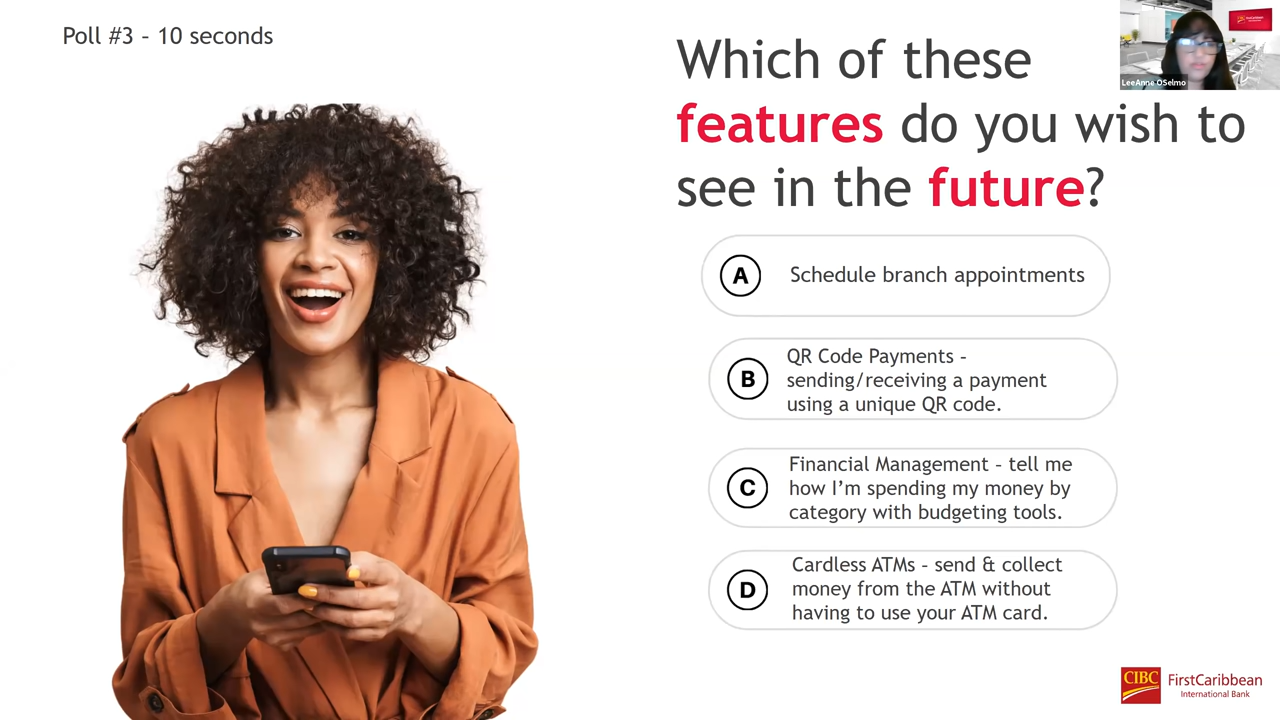 Poll #3 - 10 seconds
Which of these
features do you wish to
see in the future?
LeeAnne OSelmo
A
Schedule branch appointments
B
QR Code Payments -
sending/receiving a payment
using a unique QR code.
C
Financial Management - tell me
how I'm spending my money by
category with budgeting tools.
D
Cardless ATMs - send & collect
money from the ATM without
having to use your ATM card.
CIBC
FirstCaribbean
International Bank